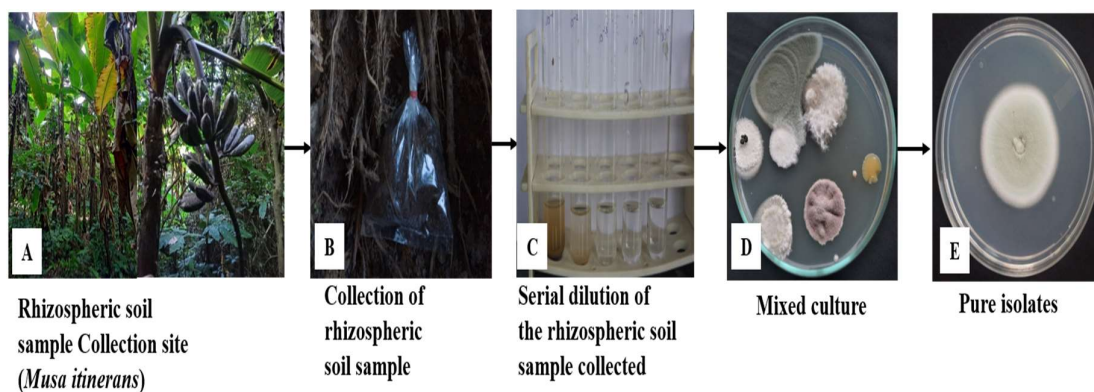 A
B
C
D
E
Rhizospheric soil
sample Collection site
(Musa itinerans)
Collection of
rhizospheric
soil sample
Serial dilution of
the rhizospheric soil
sample collected
Mixed culture
Pure isolates